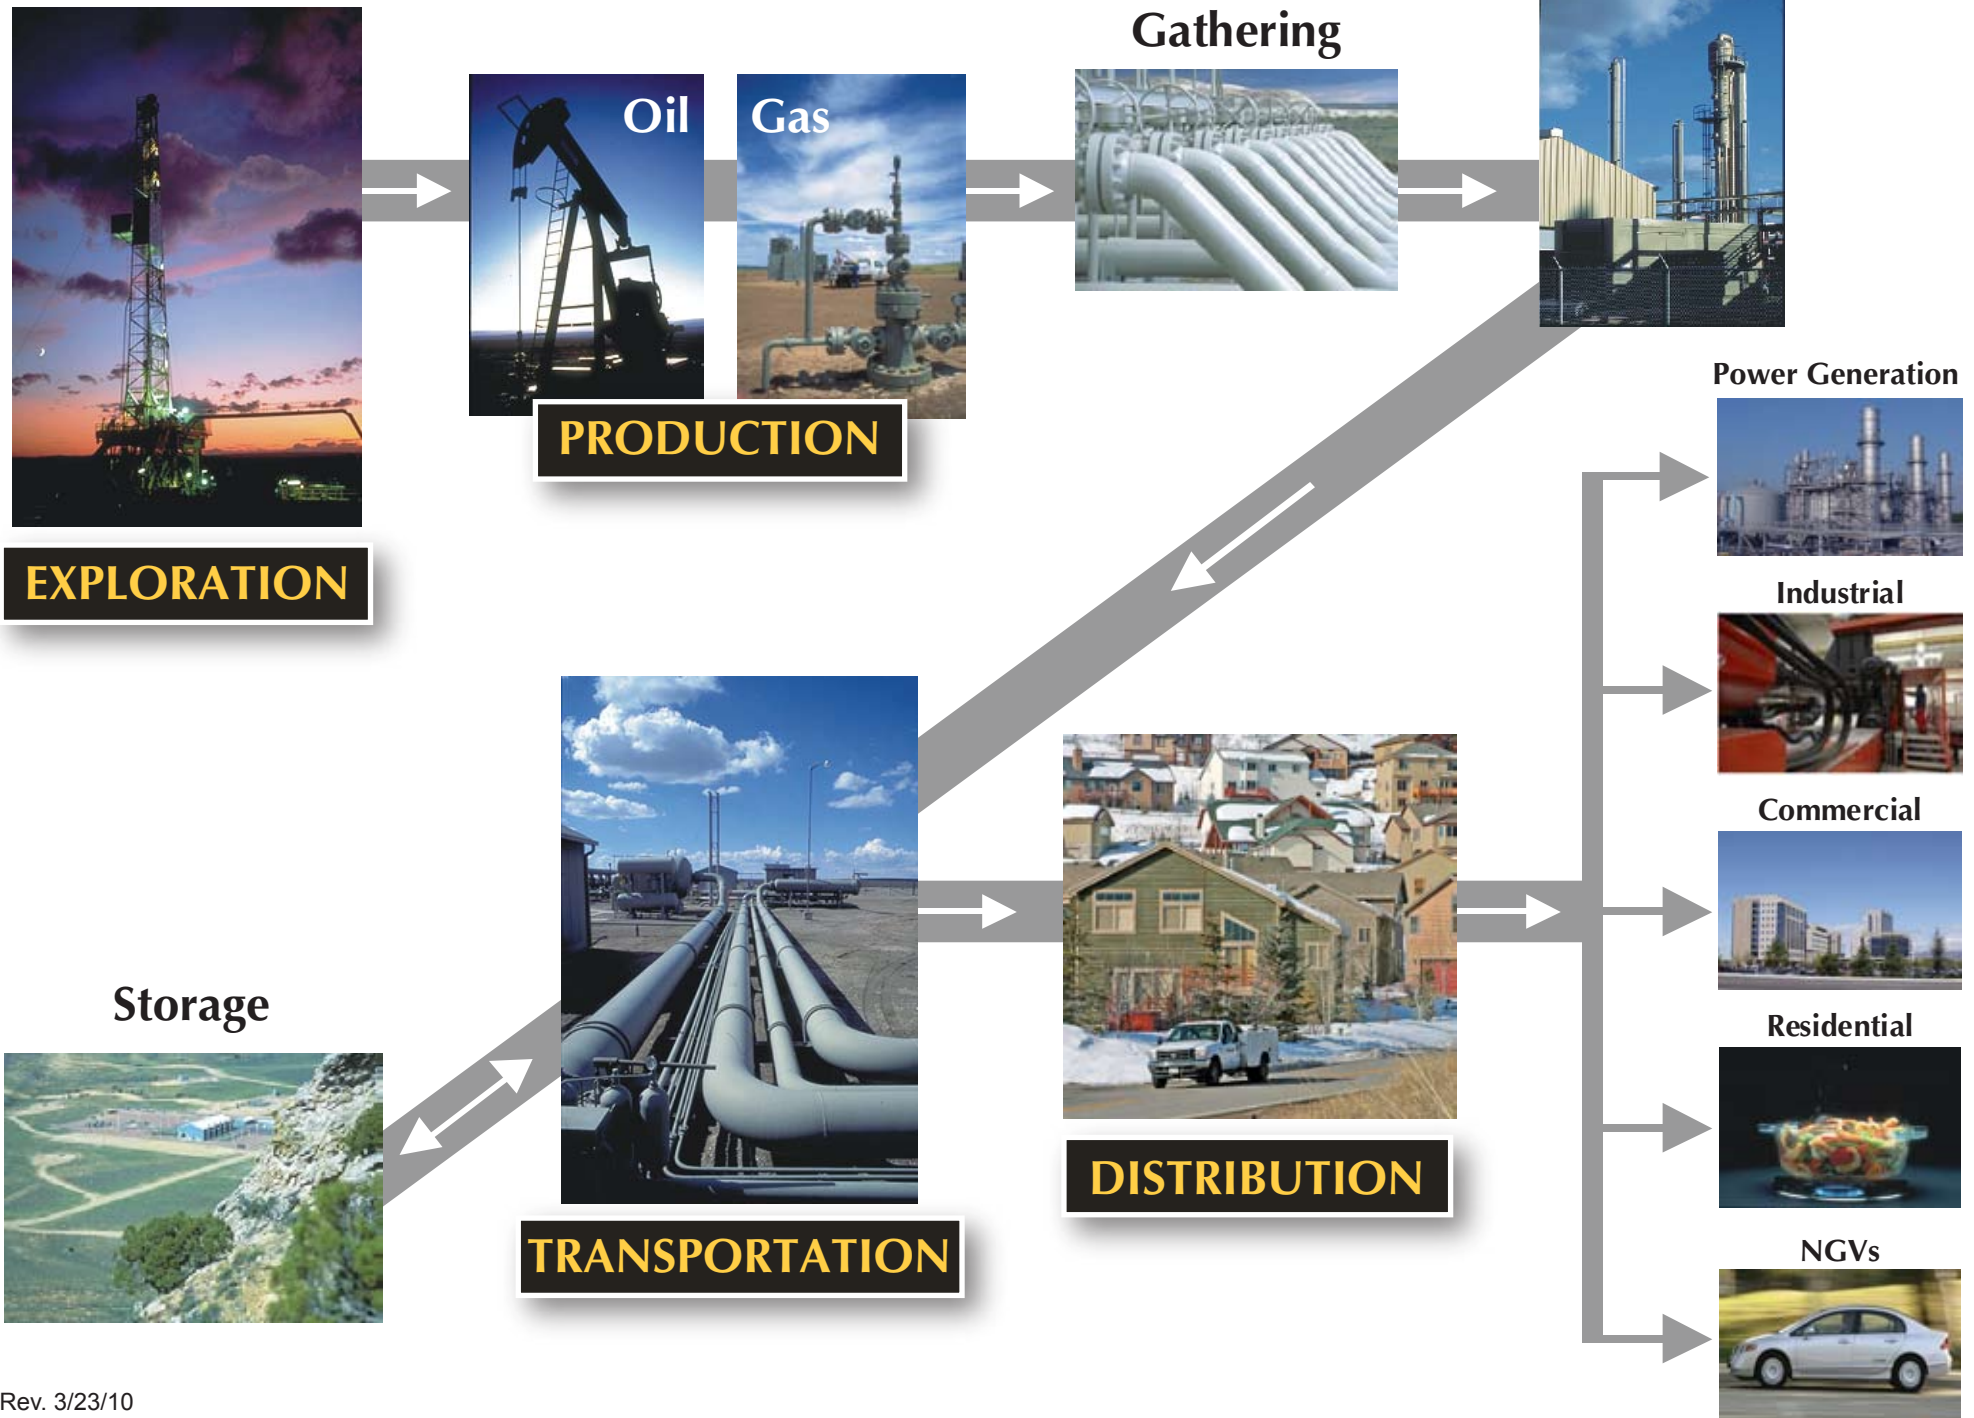 Gathering
Oil
Gas
PRODUCTION
EXPLORATION
Power Generation
Industrial
Commercial
Residential
NGVs
Storage
TRANSPORTATION
DISTRIBUTION
Rev. 3/23/10